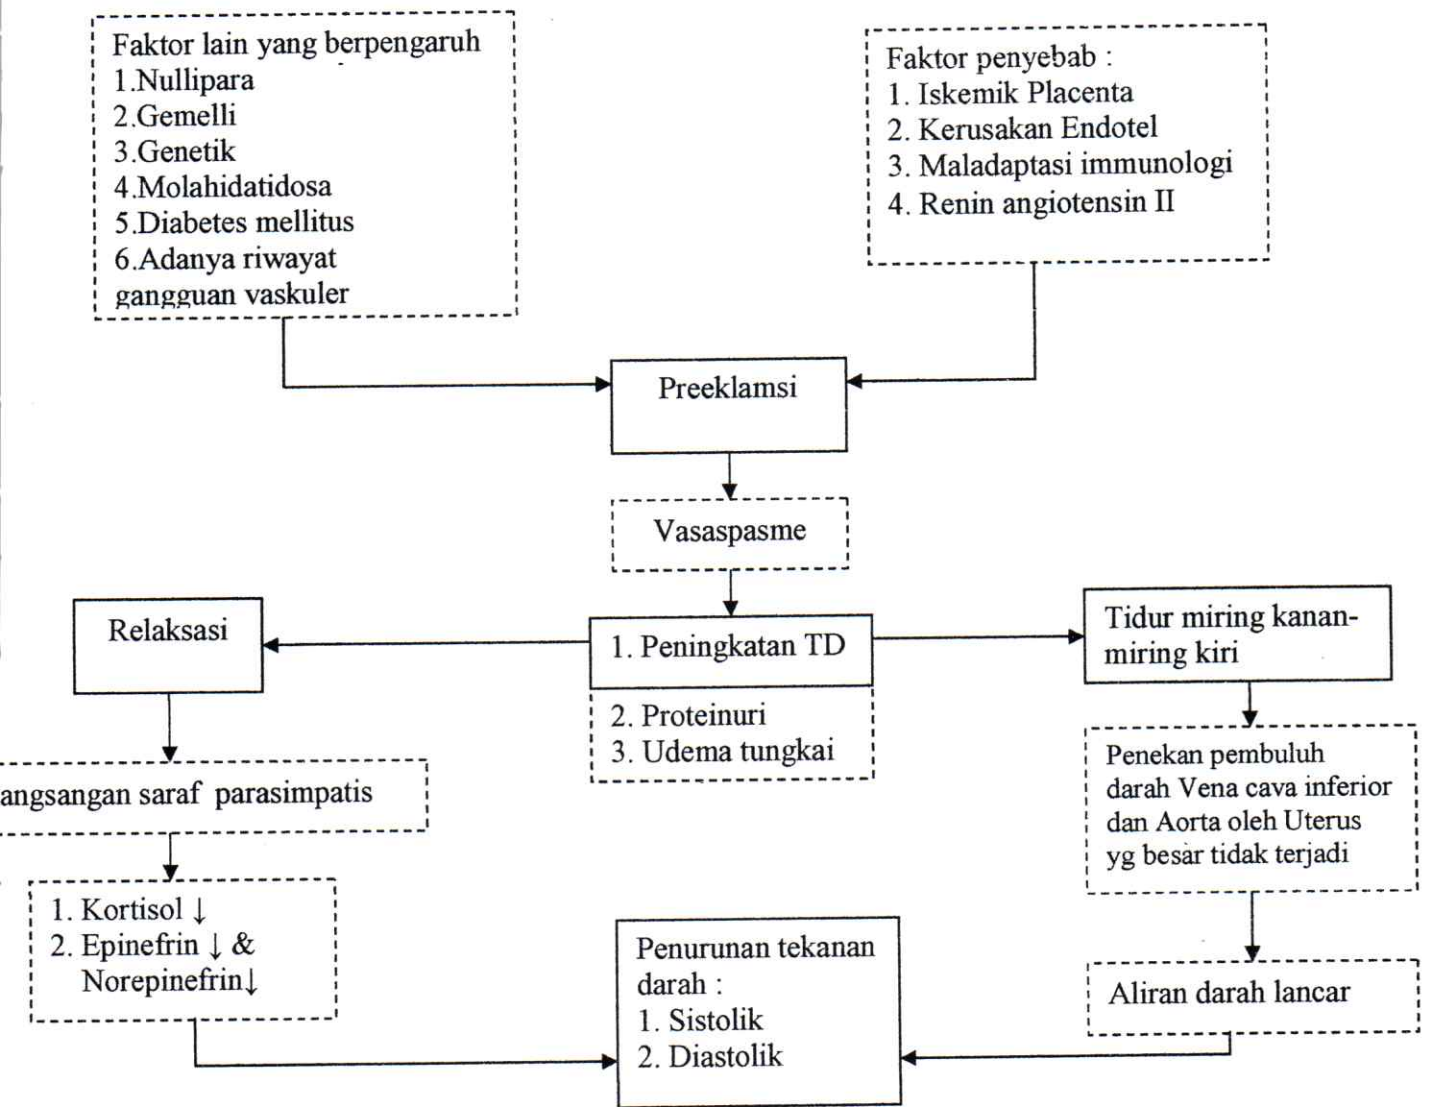 Faktor lain yang berpengaruh
1.Nullipara
2.Gemelli
3.Genetik
4.Molahidatidosa
5.Diabetes mellitus
6.Adanya riwayat
gangguan vaskuler
Faktor penyebab :
1. Iskemik Placenta
2. Kerusakan Endotel
3. Maladaptasi immunologi
4. Renin angiotensin II
Preeklamsi
Vasaspasme
Relaksasi
1. Peningkatan TD
2. Proteinuri
3. Udema tungkai
Tidur miring kanan-
miring kiri
angsangan saraf parasimpatis
Penekan pembuluh
darah Vena cava inferior
dan Aorta oleh Uterus
yg besar tidak terjadi
1. Kortisol ↓
2. Epinefrin ↓ &
Norepinefrin↓
Penurunan tekanan
darah :
1. Sistolik
2. Diastolik
Aliran darah lancar